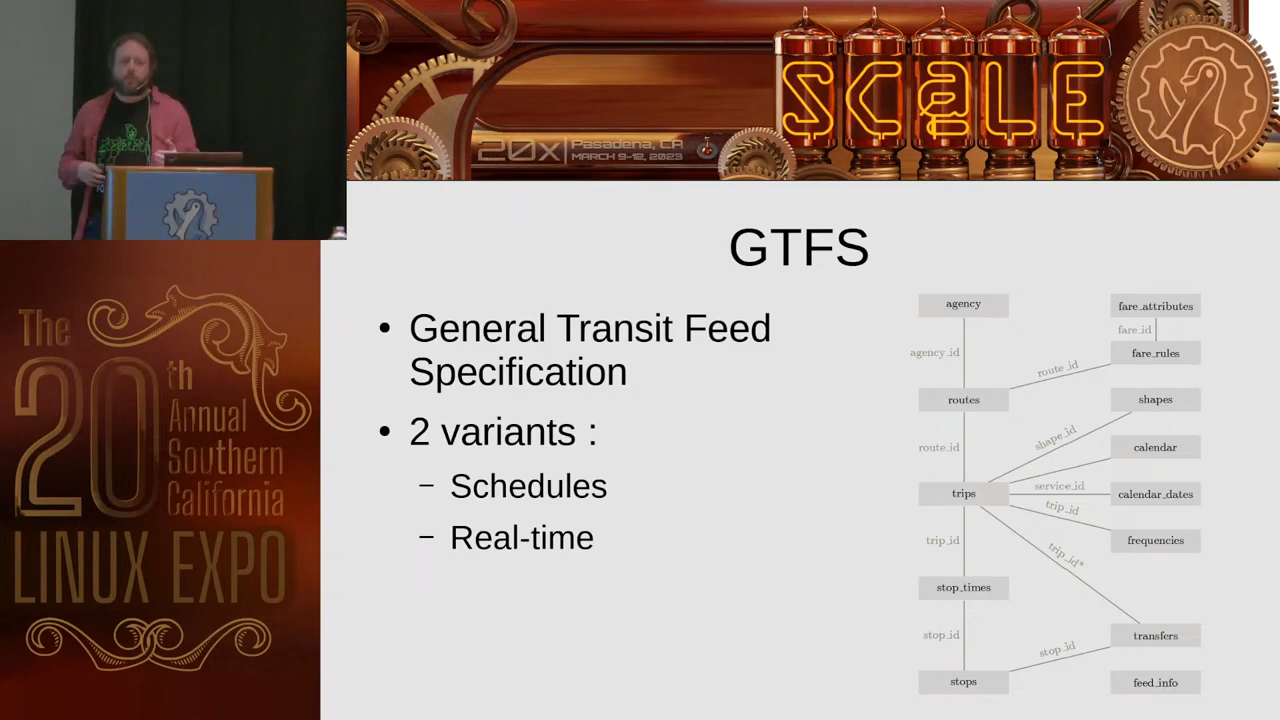 SCaLE
20x
Pasadena, CA
MARCH 9-12, 2023
The
20th
Annual
Southern
California
LINUX EXPO
GTFS
• General Transit Feed
Specification
• 2 variants :
– Schedules
– Real-time
agency
fare_attributes
fare_id
agency_id
fare_rules
route_id
routes
shapes
shape_id
route_id
calendar
service_id
trips
calendar_dates
trip_id
trip_id
frequencies
trip_id*
stop_times
stop_id
transfers
stop_id
stops
feed_info